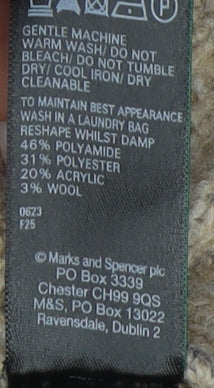 GENTLE MACHINE
WARM WASH/ DO NOT
BLEACH/ DO NOT TUMBLE
DRY/ COOL IRON/ DRY
CLEANABLE
TO MAINTAIN BEST APPEARANCE
WASH IN A LAUNDRY BAG
RESHAPE WHILST DAMP
46% POLYAMIDE
31% POLYESTER
20% ACRYLIC
3% WOOL
0623
F25
© Marks and Spencer plc
PO Box 3339
Chester CH99 9QS
M&S, PO Box 13022
Ravensdale, Dublin 2